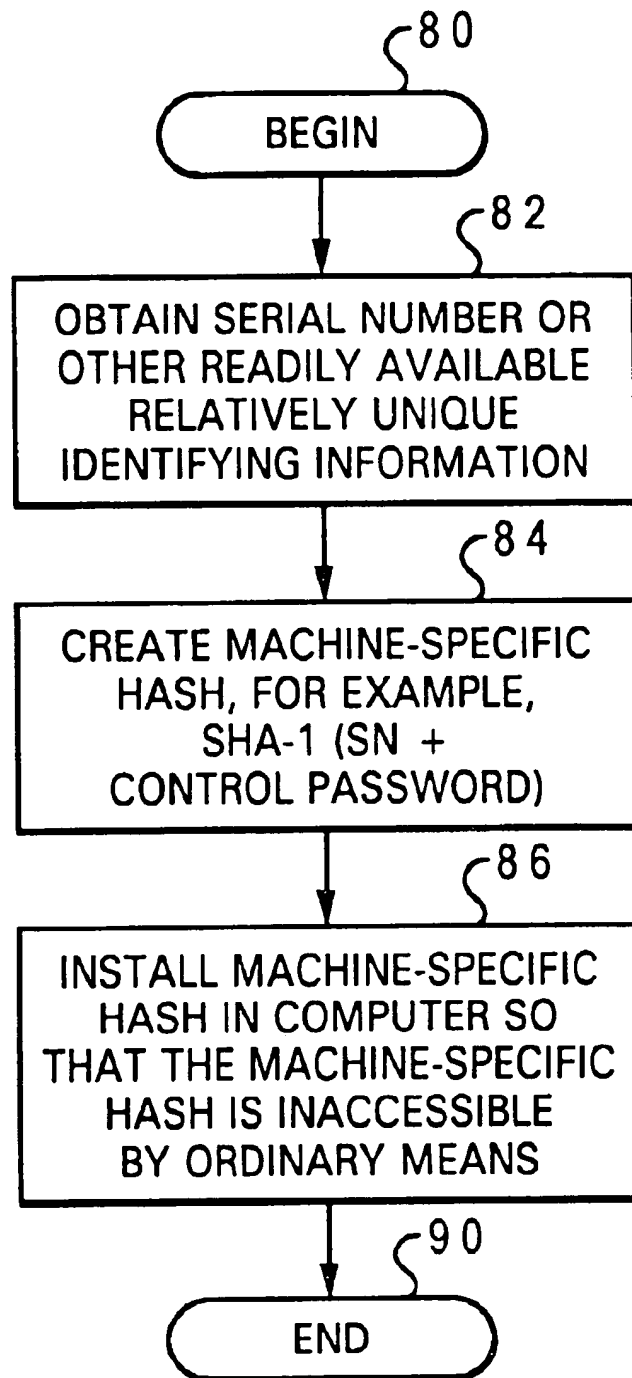 80
BEGIN
82
OBTAIN SERIAL NUMBER OR
OTHER READILY AVAILABLE
RELATIVELY UNIQUE
IDENTIFYING INFORMATION
84
CREATE MACHINE-SPECIFIC
HASH, FOR EXAMPLE,
SHA-1 (SN +
CONTROL PASSWORD)
86
INSTALL MACHINE-SPECIFIC
HASH IN COMPUTER SO
THAT THE MACHINE-SPECIFIC
HASH IS INACCESSIBLE
BY ORDINARY MEANS
90
END